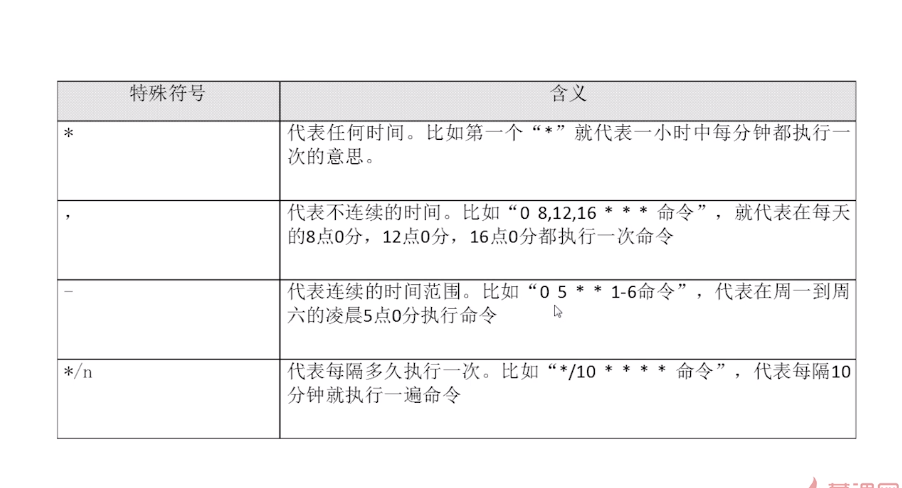 特殊符号
含义
*
代表任何时间。比如第一个“*”就代表一小时中每分钟都执行一
次的意思。
,
代表不连续的时间。比如“0 8,12,16 * * * 命令”，就代表在每天
的8点0分，12点0分，16点0分都执行一次命令
-
代表连续的时间范围。比如“0 5 * * 1-6命令”，代表在周一到周
六的凌晨5点0分执行命令
*/n
代表每隔多久执行一次。比如“*/10 * * * * 命令”，代表每隔10
分钟就执行一遍命令